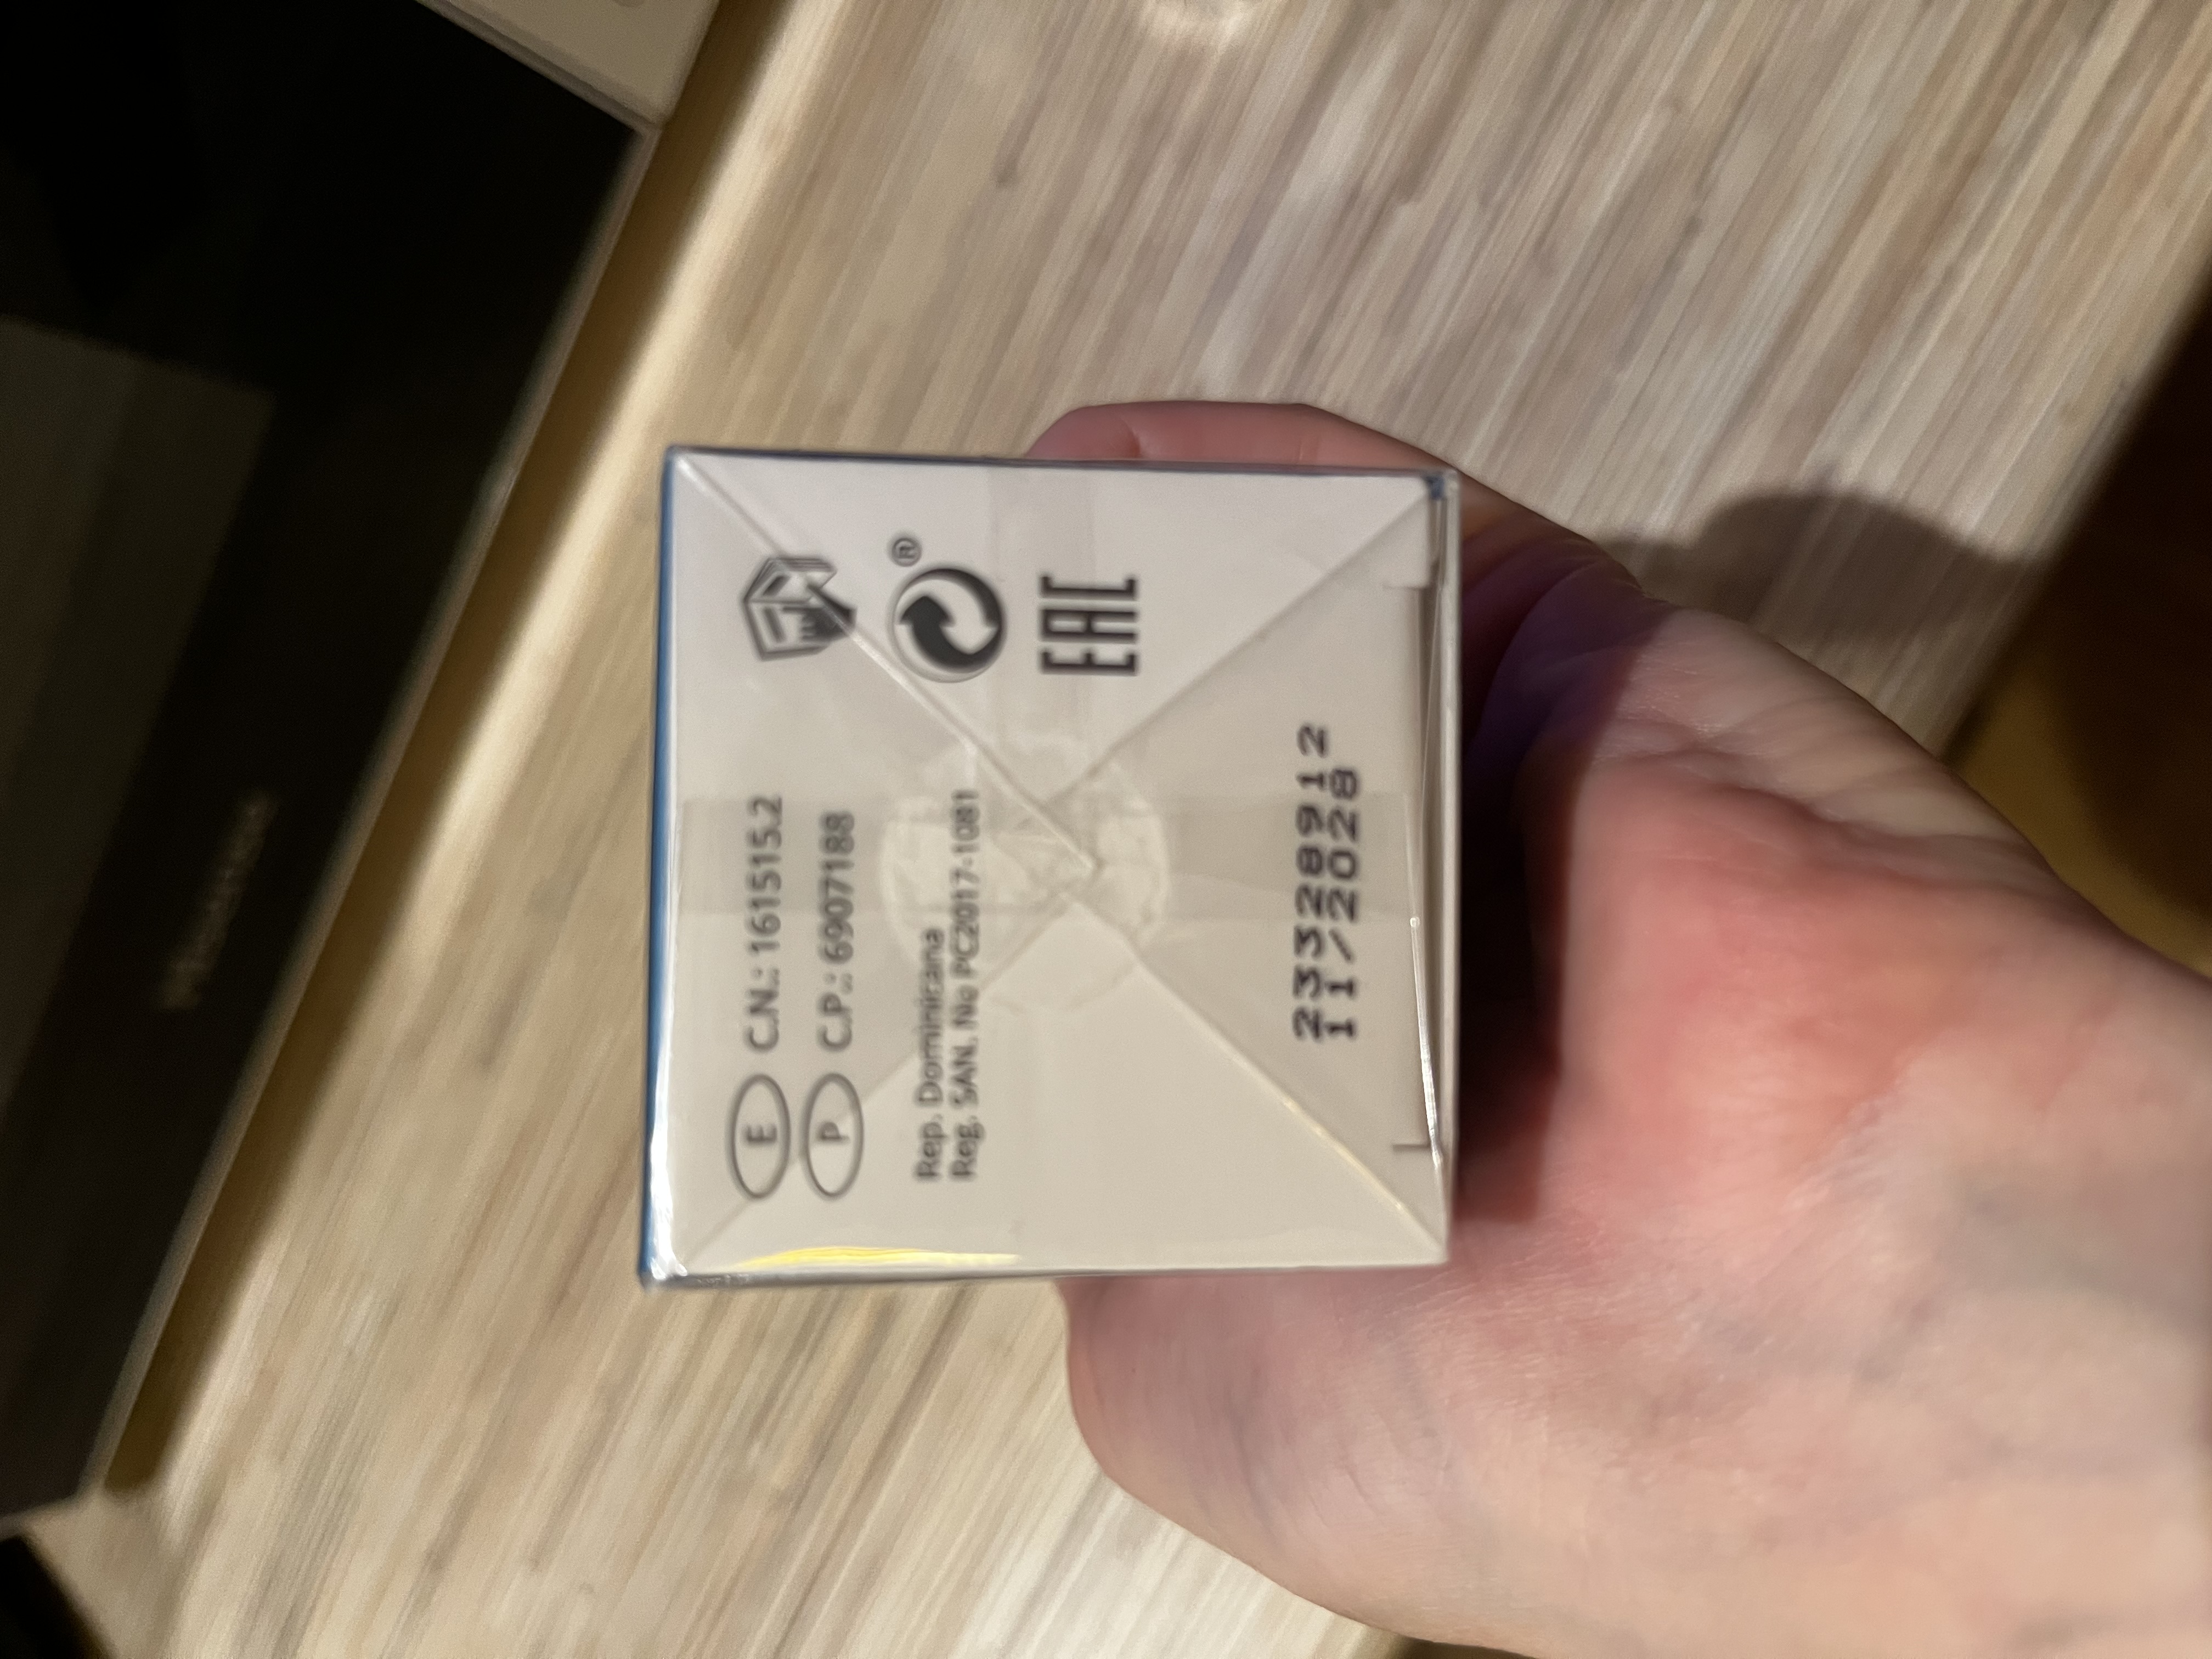 E C.N.: 161515.2
P C.P.: 6907188
Rep. Dominicana
Reg. SAN. No PC2017-1081
®
EAC
23328912
11/2028